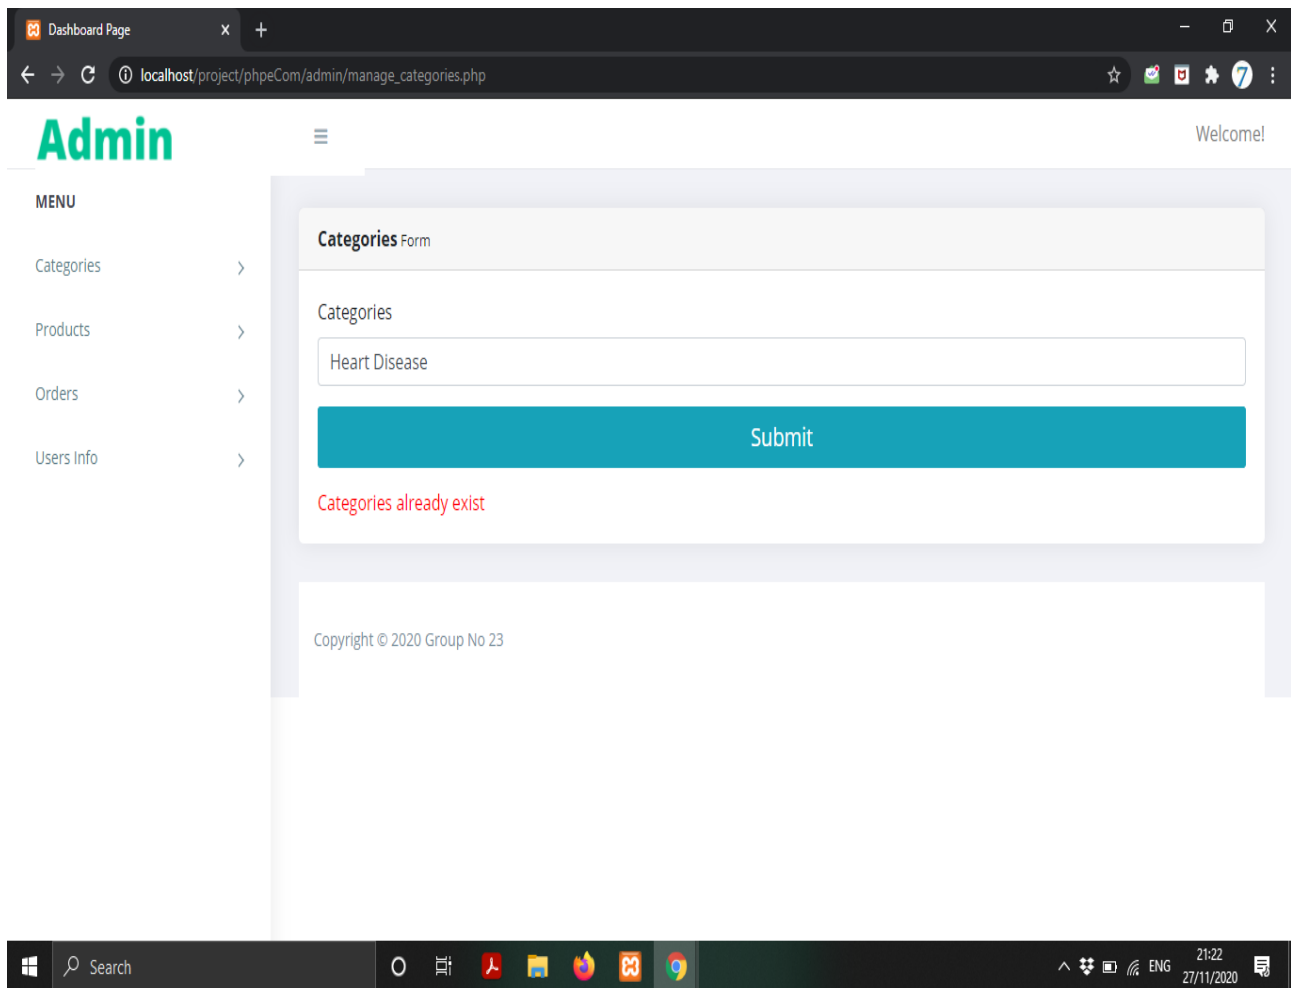 Dashboard Page
localhost/project/phpeCom/admin/manage_categories.php
Admin
Welcome!
MENU
Categories
Products
Orders
Users Info
Categories Form
Categories
Heart Disease
Submit
Categories already exist
Copyright © 2020 Group No 23
Search
ENG
21:22
27/11/2020